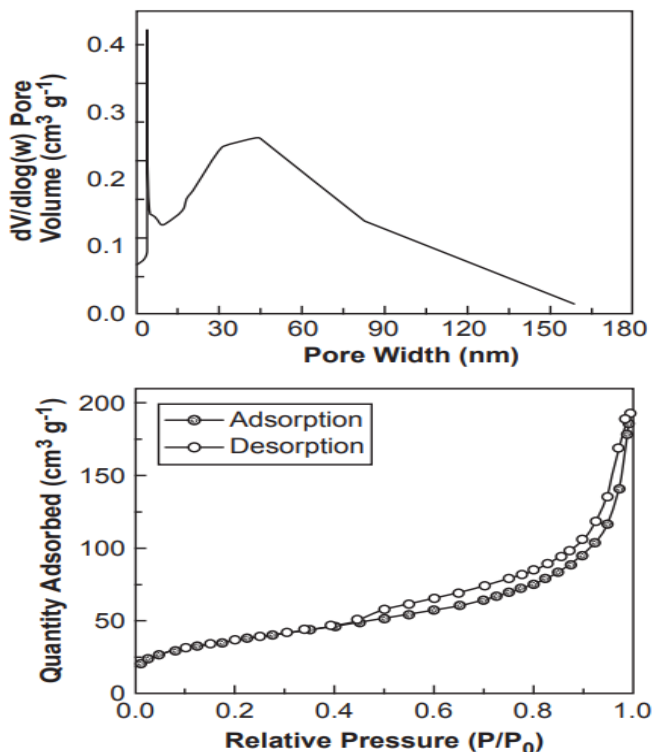 dV/dlog(w) Pore
Volume (cm³ g⁻¹)
0.4
0.3
0.2
0.1
0.0
0 30 60 90 120 150 180
Pore Width (nm)
Quantity Adsorbed (cm³ g⁻¹)
200
150
100
50
0
Adsorption
Desorption
0.0 0.2 0.4 0.6 0.8 1.0
Relative Pressure (P/P₀)